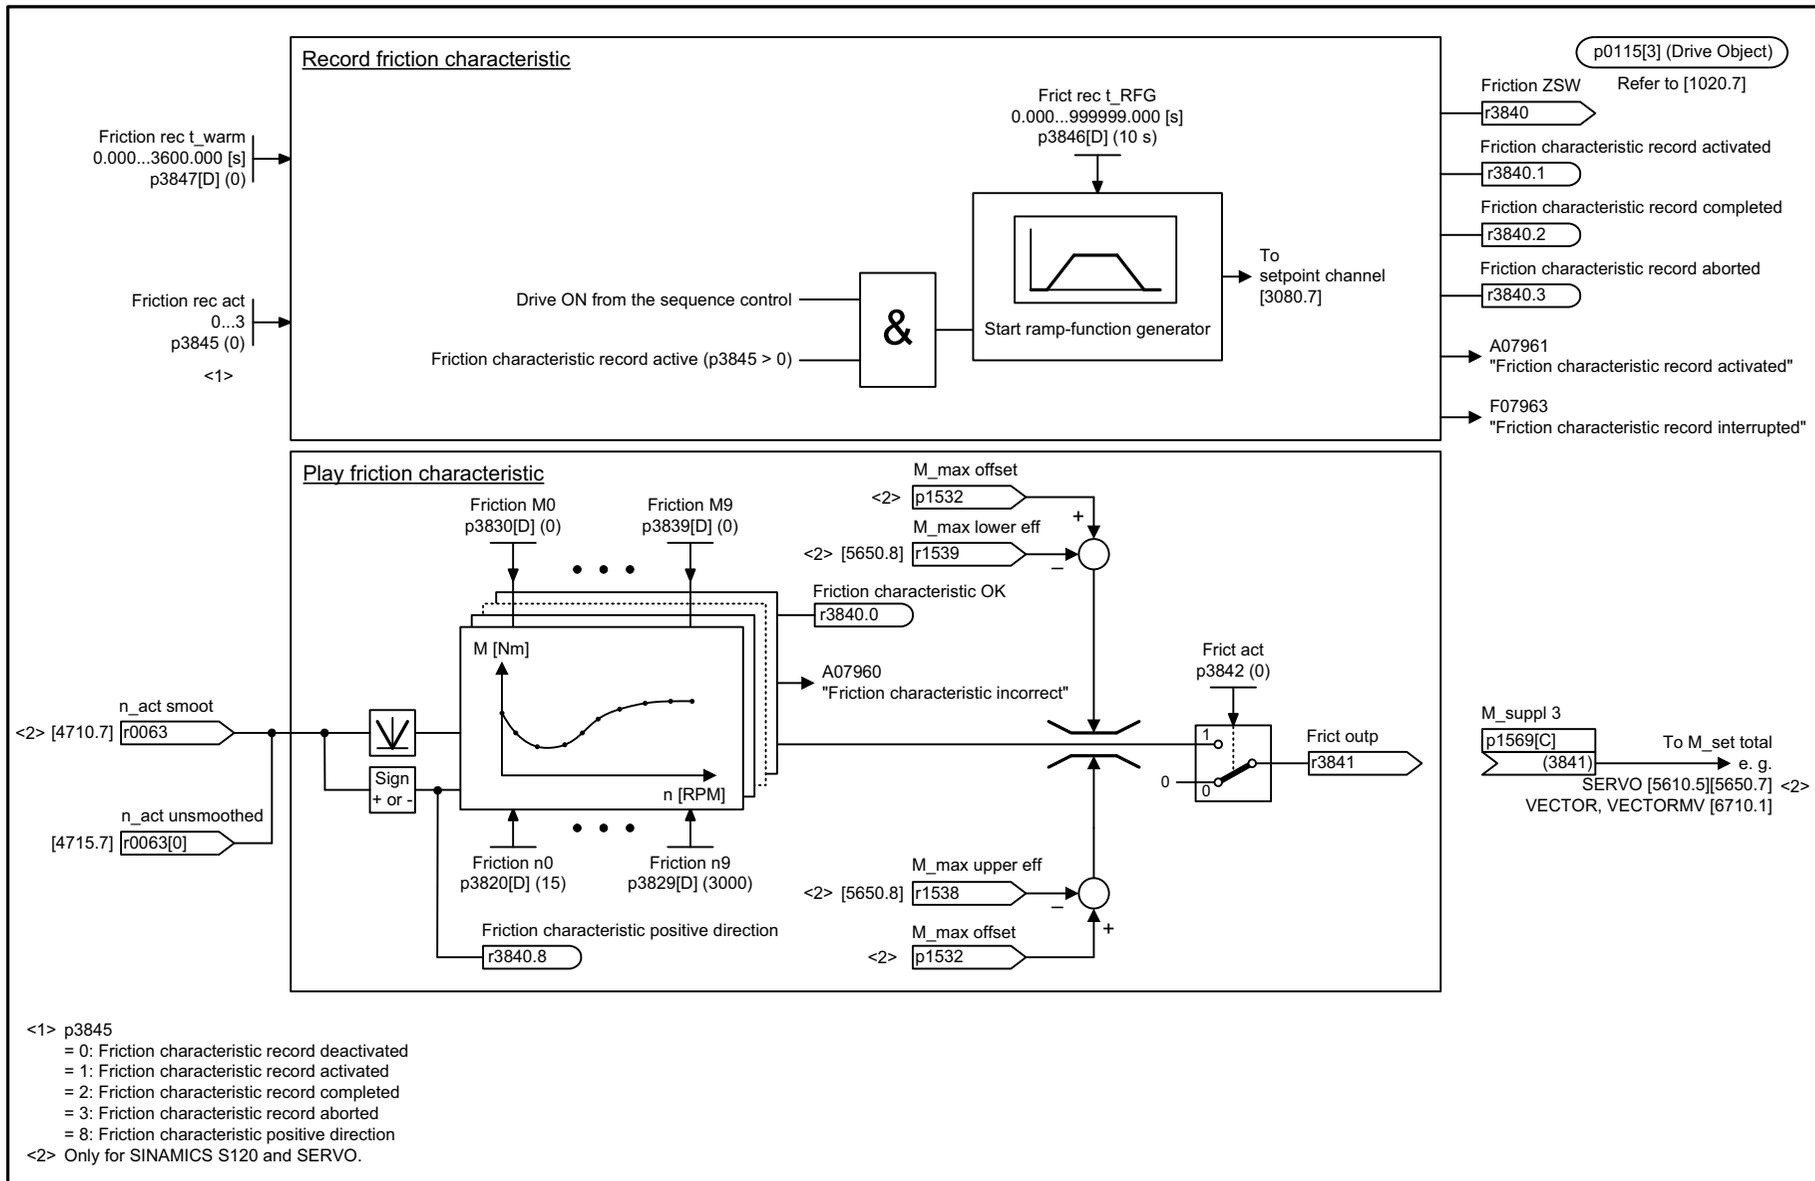 Record friction characteristic
p0115[3] (Drive Object)
Refer to [1020.7]
Friction ZSW
r3840
Friction rec t_warm
0.000...3600.000 [s]
p3847[D] (0)
Frict rec t_RFG
0.000...999999.000 [s]
p3846[D] (10 s)
Friction characteristic record activated
r3840.1
Friction characteristic record completed
r3840.2
Friction characteristic record aborted
r3840.3
To
setpoint channel
[3080.7]
Friction rec act
0...3
p3845 (0)
<1>
Drive ON from the sequence control
&
Start ramp-function generator
Friction characteristic record active (p3845 > 0)
A07961
"Friction characteristic record activated"
F07963
"Friction characteristic record interrupted"
Play friction characteristic
Friction M0
p3830[D] (0)
Friction M9
p3839[D] (0)
M_max offset
<2> p1532
+
M_max lower eff
<2> [5650.8] r1539
–
Friction characteristic OK
r3840.0
M [Nm]
n [RPM]
A07960
"Friction characteristic incorrect"
Frict act
p3842 (0)
1
0
0
Frict outp
r3841
M_suppl 3
p1569[C]
(3841)
To M_set total
e. g.
SERVO [5610.5][5650.7] <2>
VECTOR, VECTORMV [6710.1]
n_act smoot
<2> [4710.7] r0063
Sign
+ or -
n_act unsmoothed
[4715.7] r0063[0]
Friction n0
p3820[D] (15)
Friction n9
p3829[D] (3000)
M_max upper eff
<2> [5650.8] r1538
–
+
M_max offset
<2> p1532
Friction characteristic positive direction
r3840.8
<1> p3845
= 0: Friction characteristic record deactivated
= 1: Friction characteristic record activated
= 2: Friction characteristic record completed
= 3: Friction characteristic record aborted
= 8: Friction characteristic positive direction
<2> Only for SINAMICS S120 and SERVO.